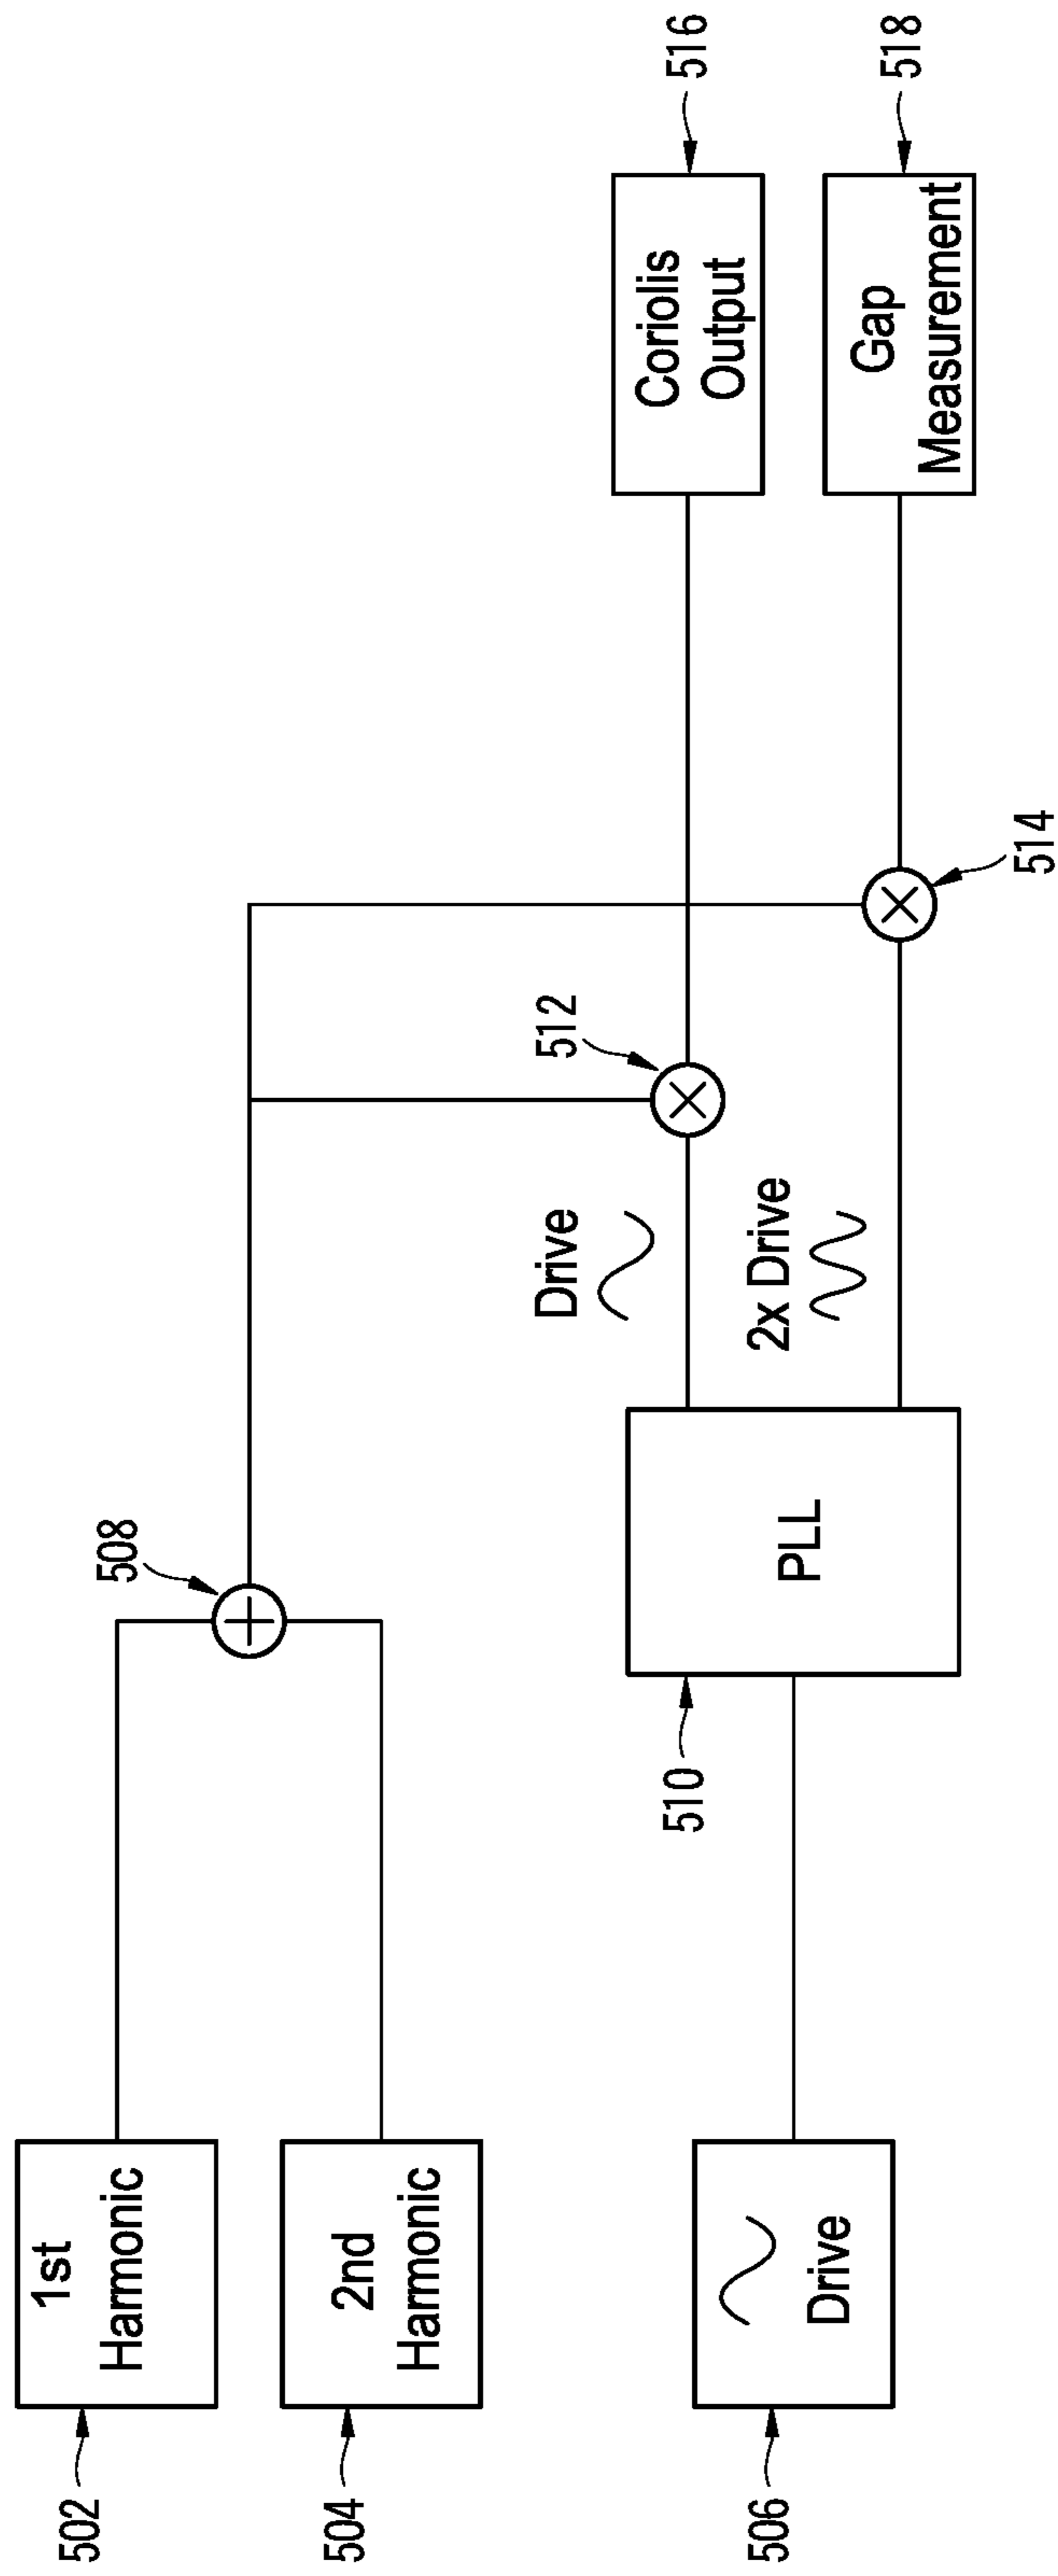 502
1st
Harmonic
504
2nd
Harmonic
506
Drive
508
510
PLL
Drive
2x Drive
512
514
Coriolis
Output
516
Gap
Measurement
518